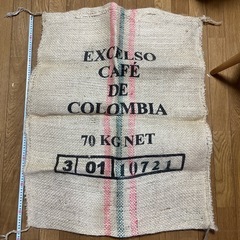 EXCELSO
CAFÉ
DE
COLOMBIA
70 KG NET
3 01 10721